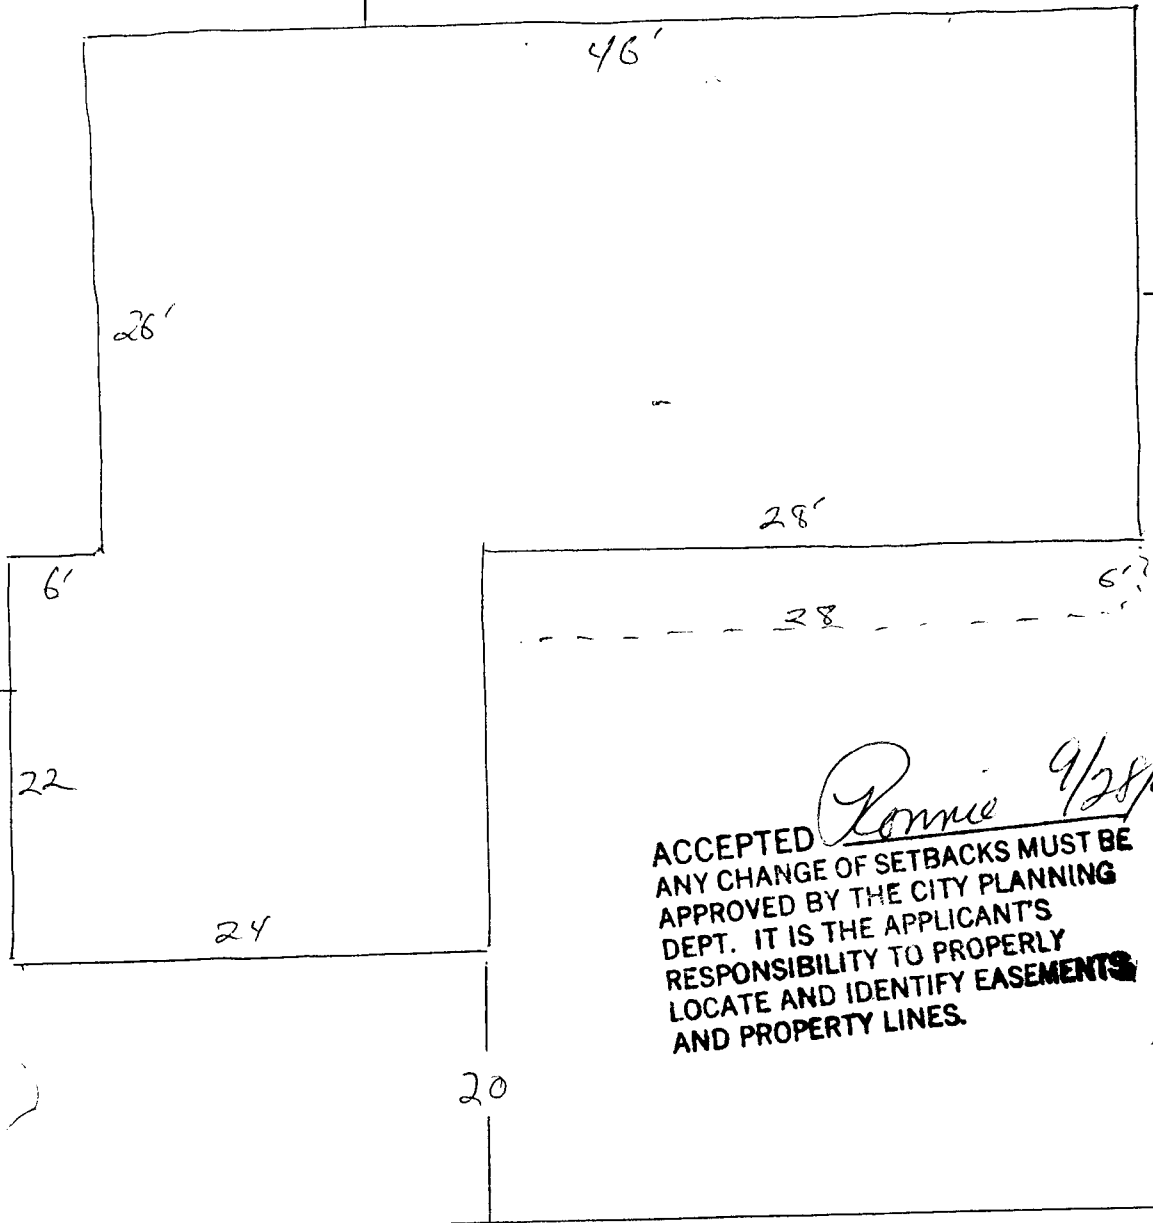 46'
26'
28'
6'
6'
28
22
24
ACCEPTED Ronnie 9/28/
ANY CHANGE OF SETBACKS MUST BE
APPROVED BY THE CITY PLANNING
DEPT. IT IS THE APPLICANT'S
RESPONSIBILITY TO PROPERLY
LOCATE AND IDENTIFY EASEMENTS
AND PROPERTY LINES.
20